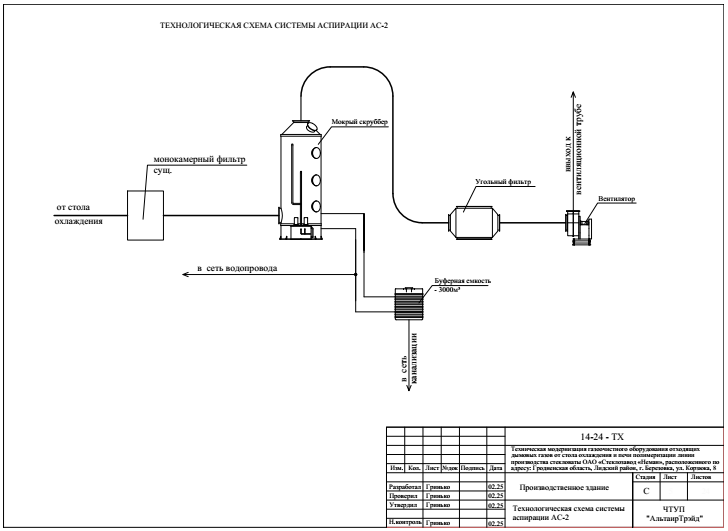 ТЕХНОЛОГИЧЕСКАЯ СХЕМА СИСТЕМЫ АСПИРАЦИИ АС-2
Мокрый скруббер
монокамерный фильтр
сущ.
от стола
охлаждения
Угольный фильтр
Вентилятор
ввыход к
вентиляционной трубе
в сеть водопровода
Буферная емкость
- 3000м³
в сеть
канализации
14-24 - ТХ
Техническая модернизация газоочистного оборудования отходящих
дымовых газов от стола охлаждения и печи полимеризации линии
производства стекловаты ОАО «Стеклозавод «Неман», расположенного по
адресу: Гродненская область, Лидский район, г. Березовка, ул. Корзюка, 8
Изм. Кол. Лист №док Подпись Дата
Разработал Гринько 02.25
Проверил Гринько 02.25
Утвердил Гринько 02.25
Н.контроль Гринько 02.25
Производственное здание
Стадия Лист Листов
С
Технологическая схема системы
аспирации АС-2
ЧТУП
"АльтаирТрэйд"